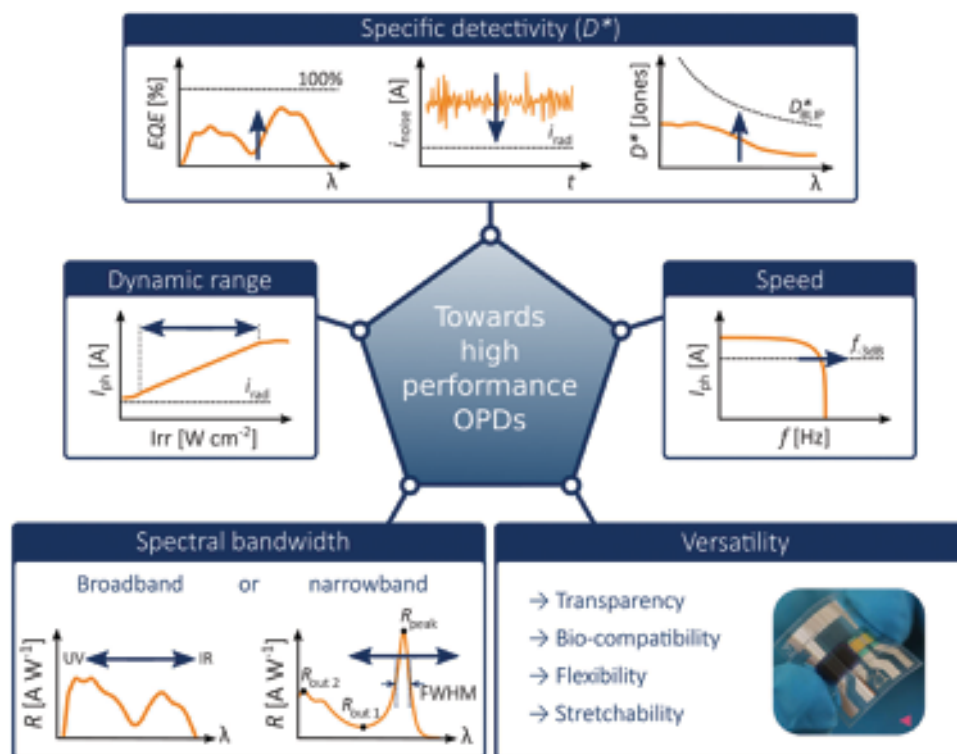 Specific detectivity (D*)
EQE [%]
100%
λ
i_noise [A]
i_rad
t
D* [Jones]
D*_BLIP
λ
Dynamic range
I_ph [A]
i_rad
Irr [W cm⁻²]
Towards
high
performance
OPDs
Speed
I_ph [A]
f_-3dB
f [Hz]
Spectral bandwidth
Broadband or narrowband
R [A W⁻¹]
UV
IR
λ
R [A W⁻¹]
R_peak
R_out 2
R_out 1
FWHM
λ
Versatility
→ Transparency
→ Bio-compatibility
→ Flexibility
→ Stretchability